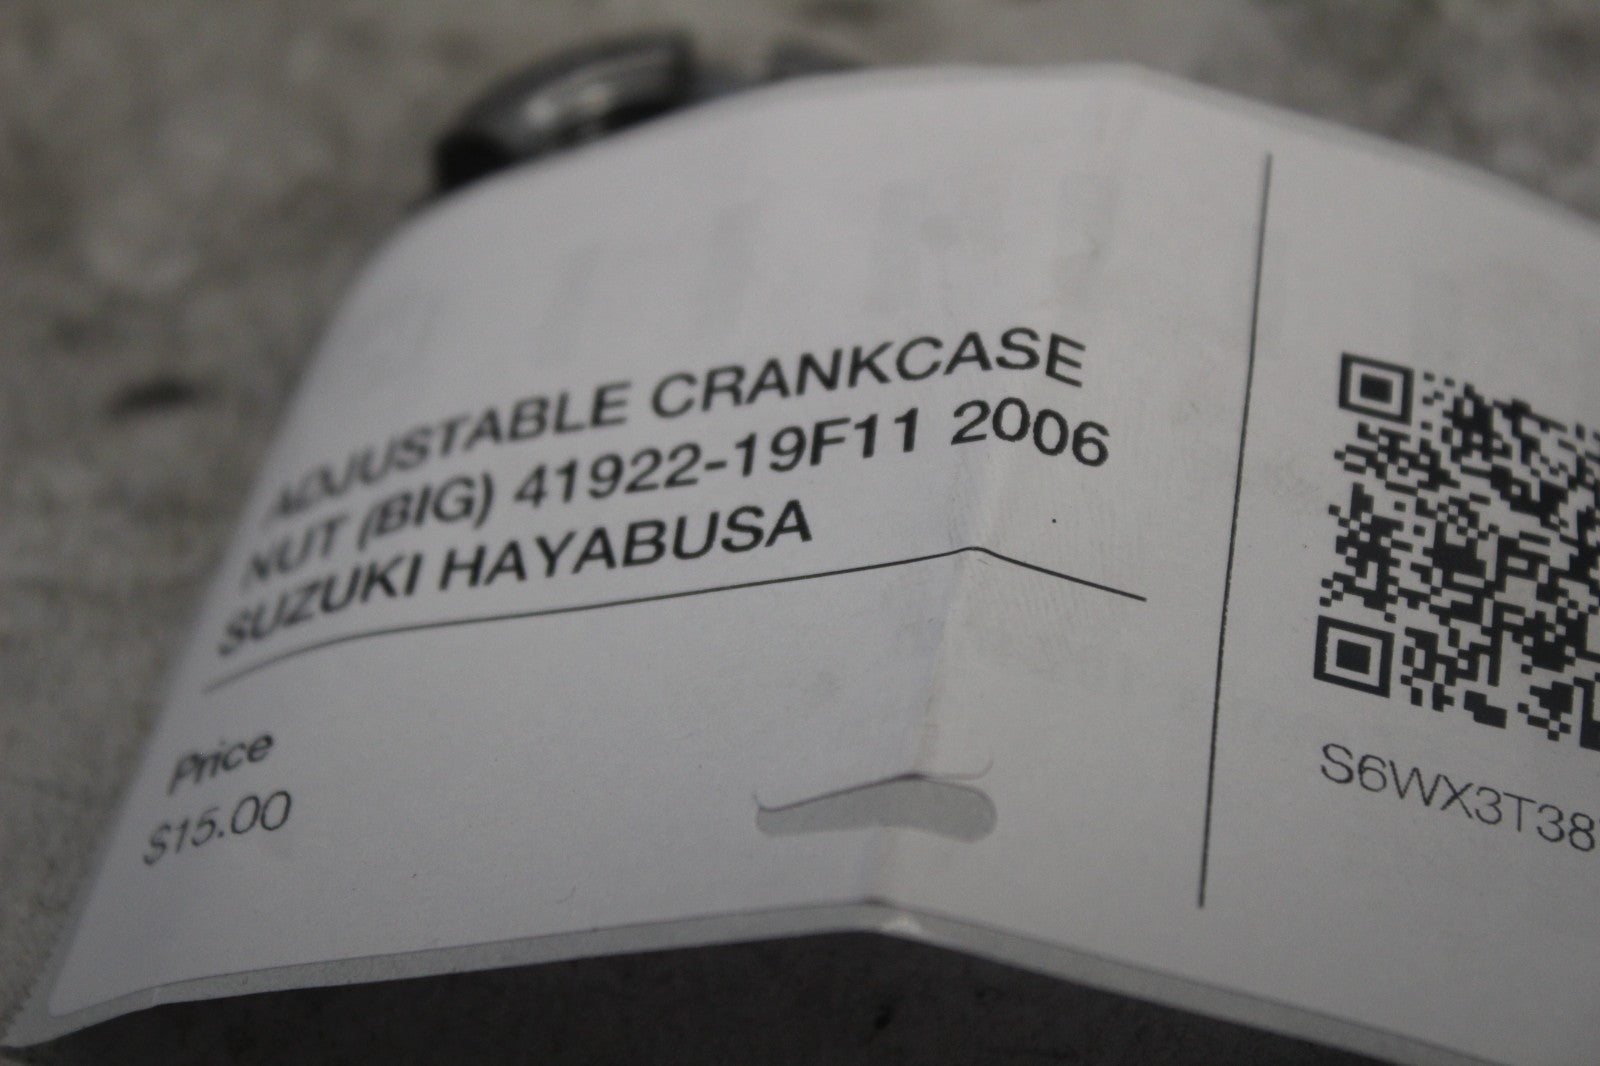 ADJUSTABLE CRANKCASE
NUT (BIG) 41922-19F11 2006
SUZUKI HAYABUSA
Price
$15.00
S6WX3T38